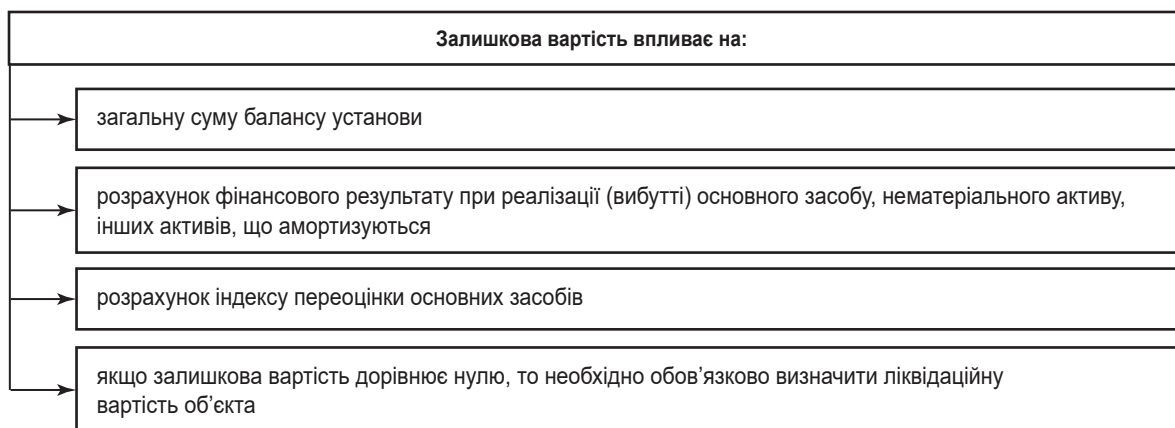 Залишкова вартість впливає на:
загальну суму балансу установи
розрахунок фінансового результату при реалізації (вибутті) основного засобу, нематеріального активу,
інших активів, що амортизуються
розрахунок індексу переоцінки основних засобів
якщо залишкова вартість дорівнює нулю, то необхідно обов’язково визначити ліквідаційну
вартість об’єкта